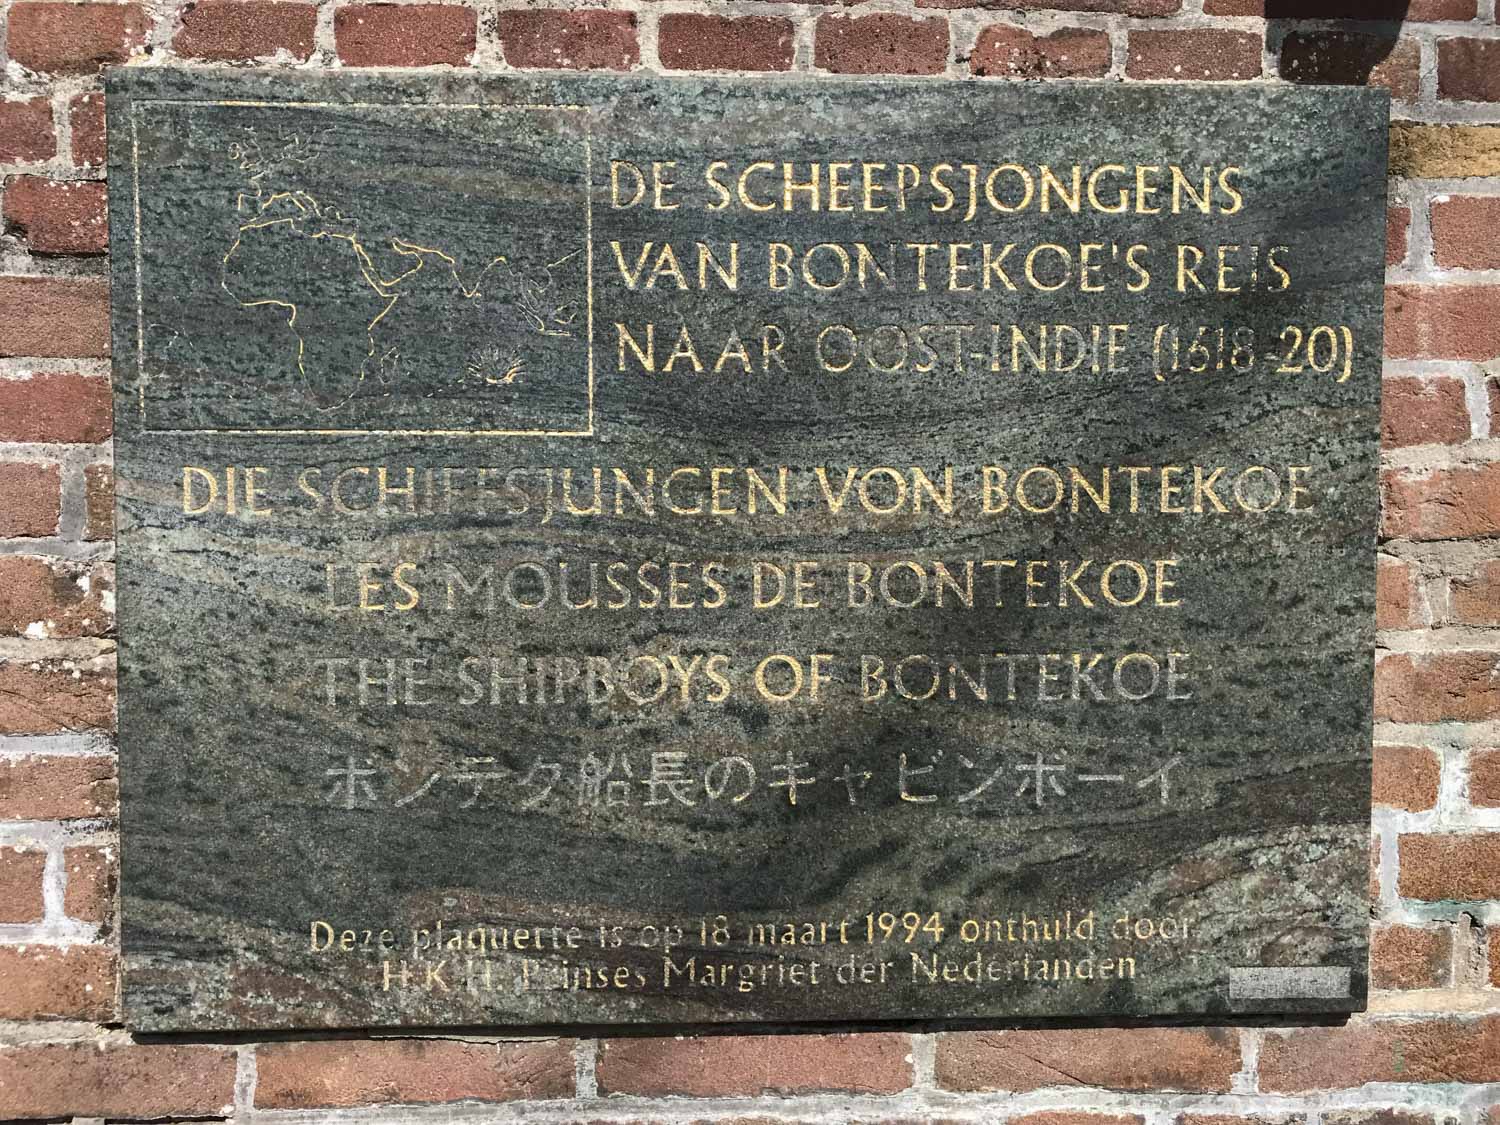 DE SCHEEPSJONGENS
VAN BONTEKOE'S REIS
NAAR OOST-INDIE (1618-20)
DIE SCHIFFSJUNGEN VON BONTEKOE
LES MOUSSES DE BONTEKOE
THE SHIPBOYS OF BONTEKOE
ボンテク船長のキャビンボーイ
Deze plaquette is op 18 maart 1994 onthuld door
H.K.H. Prinses Margriet der Nederlanden